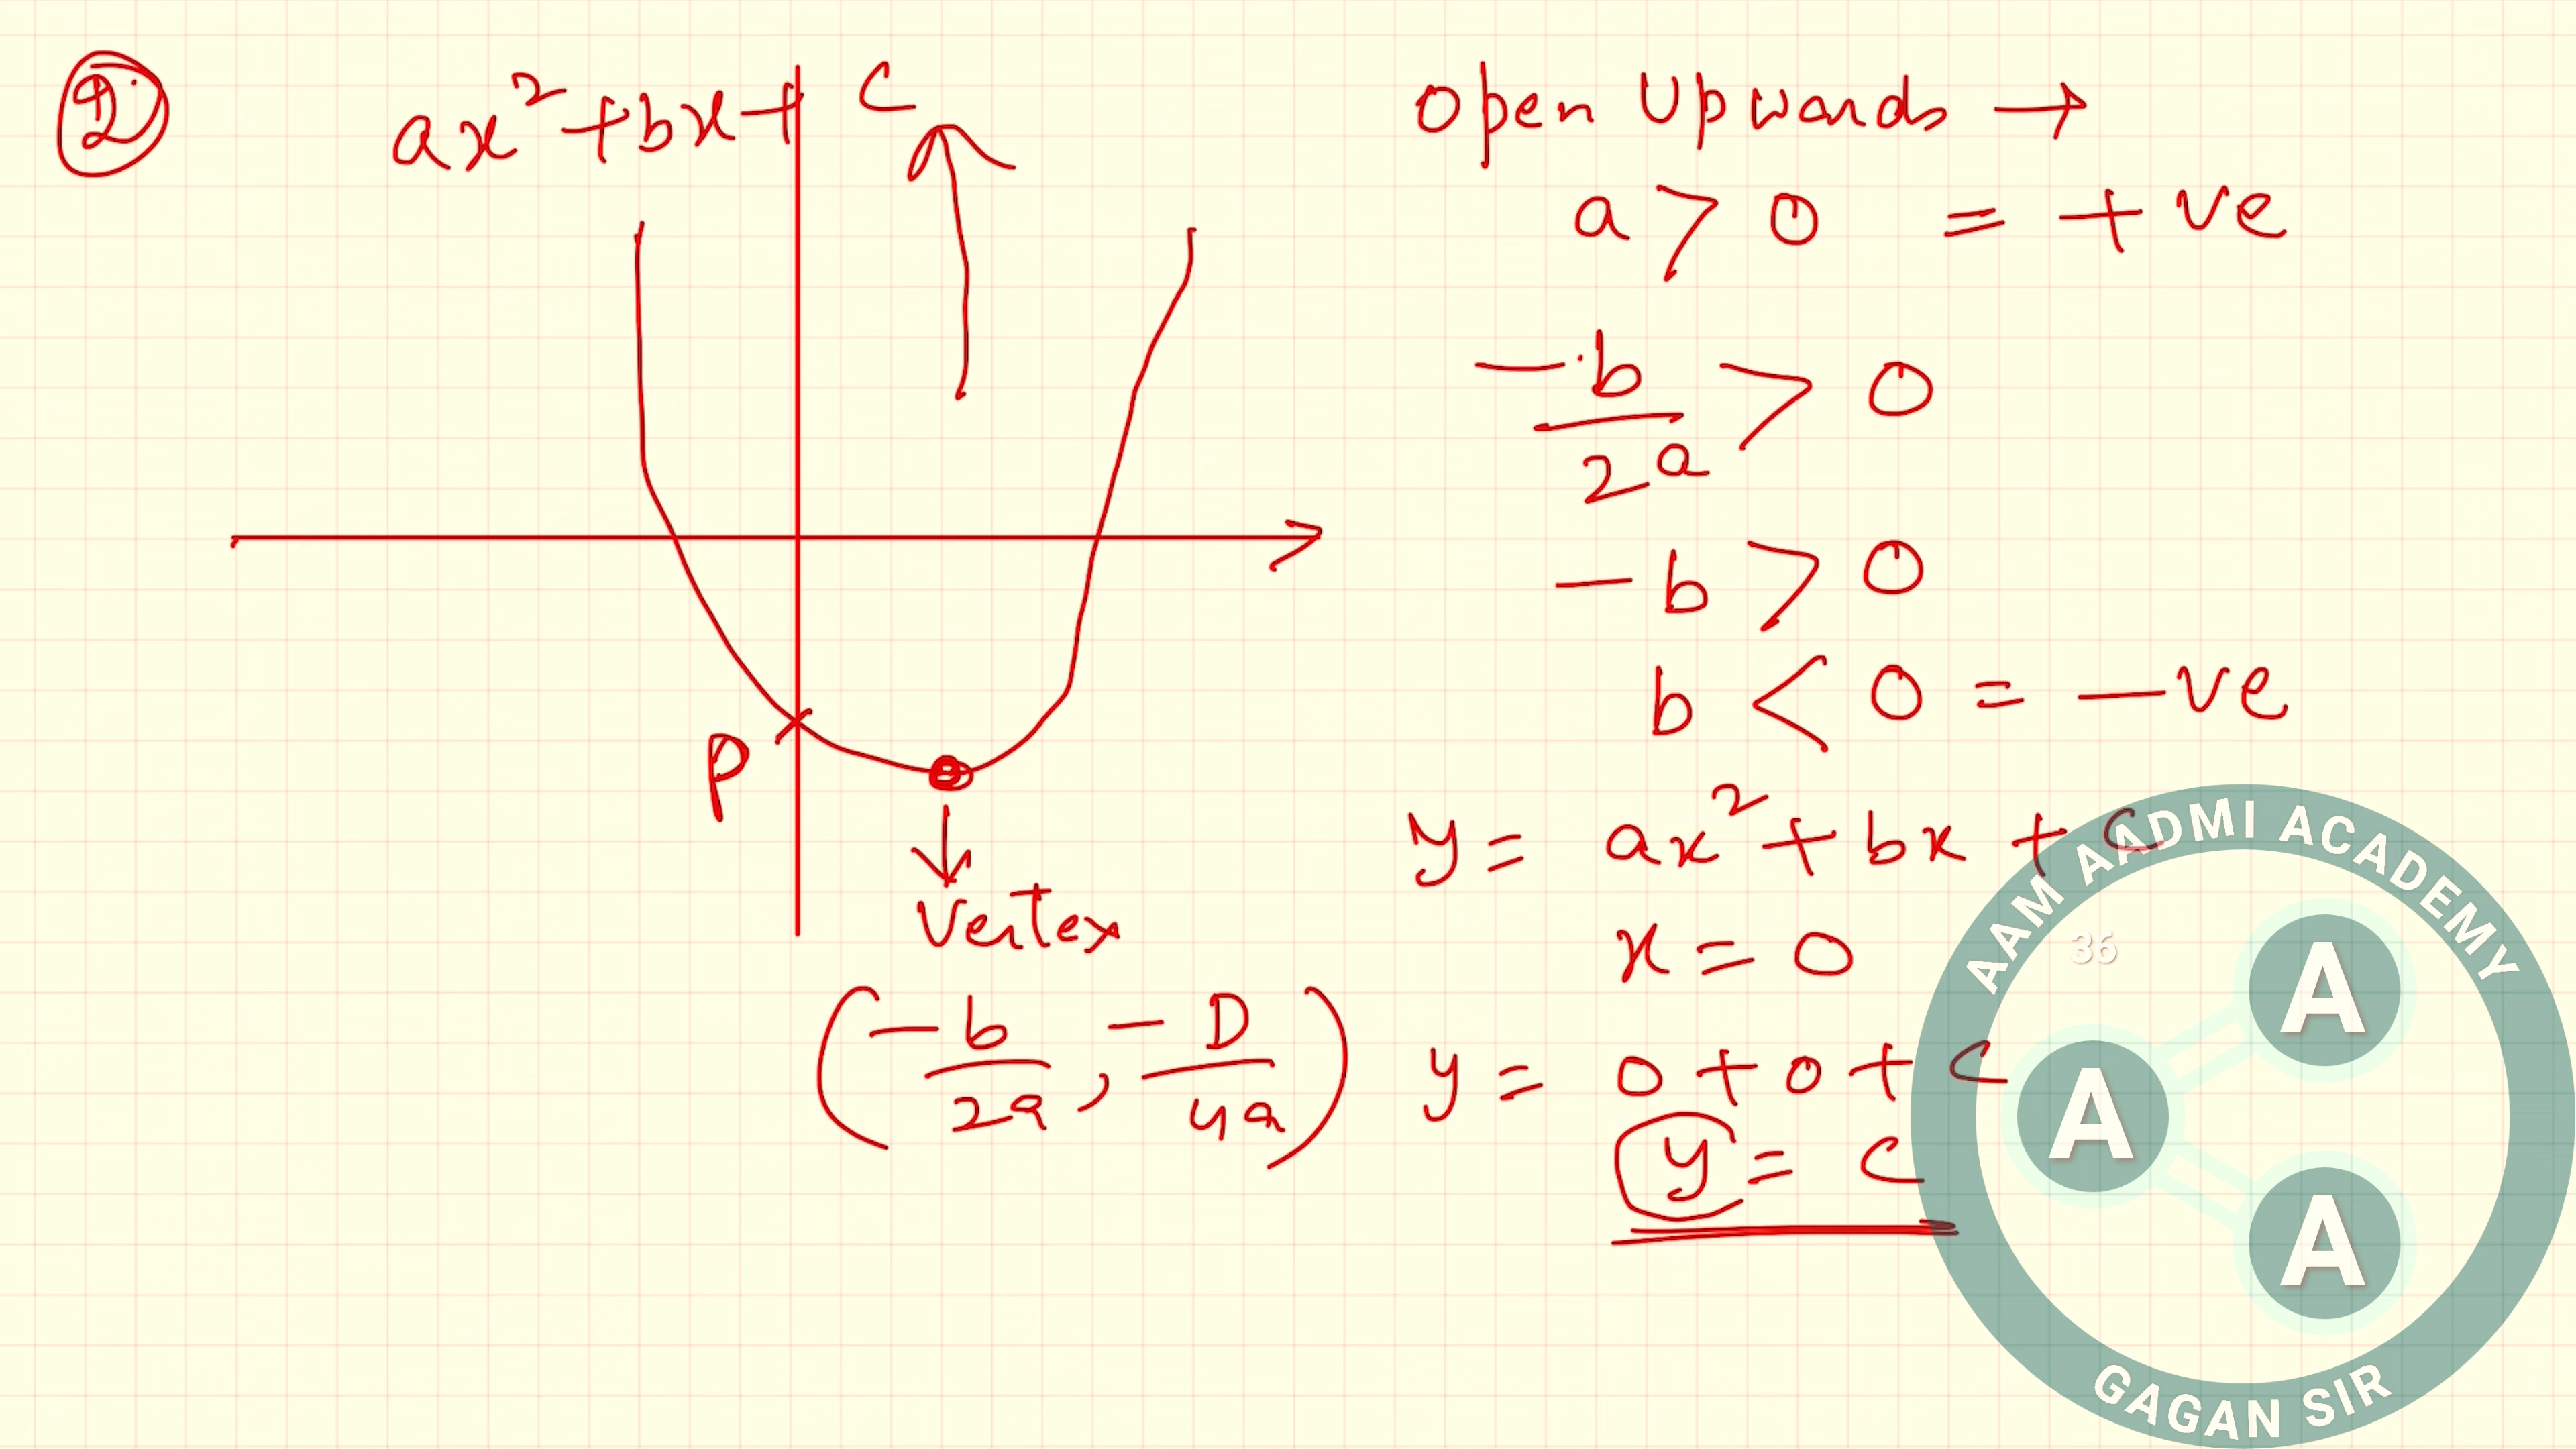 2
ax² + bx + c
P
Vertex
(-b/2a, -D/4a)
Open Upwards →
a > 0 = +ve
-b/2a > 0
-b > 0
b < 0 = -ve
y = ax² + bx + c
x = 0
y = 0 + 0 + c
y = c
AAM AADMI ACADEMY
36
A
A
A
GAGAN SIR